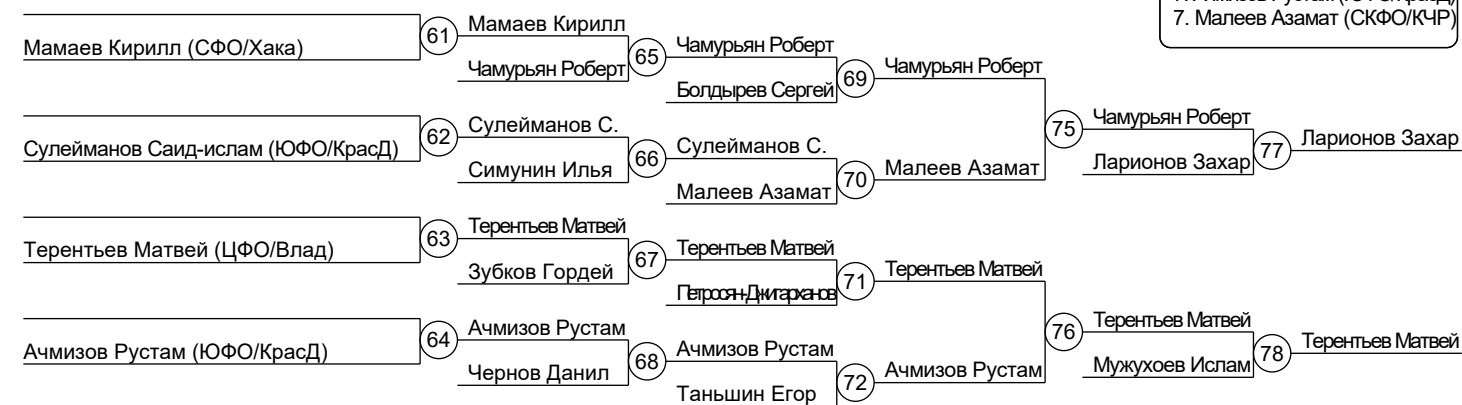 7. Малеев Азамат (СКФО/КЧР)
Мамаев Кирилл (СФО/Хака)
61
Мамаев Кирилл
Чамурьян Роберт
65
Чамурьян Роберт
Болдырев Сергей
69
Чамурьян Роберт
Сулейманов Саид-ислам (ЮФО/КрасД)
62
Сулейманов С.
Симунин Илья
66
Сулейманов С.
Малеев Азамат
70
Малеев Азамат
75
Чамурьян Роберт
Ларионов Захар
77
Ларионов Захар
Терентьев Матвей (ЦФО/Влад)
63
Терентьев Матвей
Зубков Гордей
67
Терентьев Матвей
Петросян-Джигарханов
71
Терентьев Матвей
Ачмизов Рустам (ЮФО/КрасД)
64
Ачмизов Рустам
Чернов Данил
68
Ачмизов Рустам
Таньшин Егор
72
Ачмизов Рустам
76
Терентьев Матвей
Мужухоев Ислам
78
Терентьев Матвей